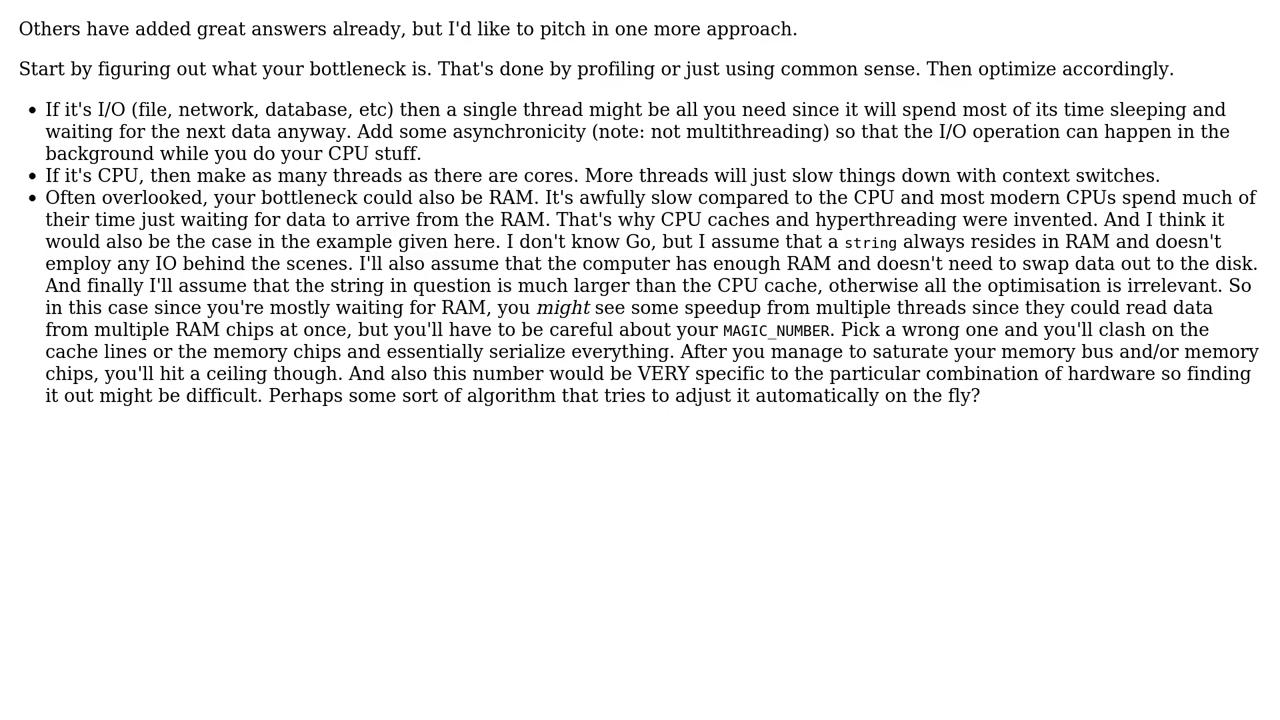 Others have added great answers already, but I'd like to pitch in one more approach.
Start by figuring out what your bottleneck is. That's done by profiling or just using common sense. Then optimize accordingly.
• If it's I/O (file, network, database, etc) then a single thread might be all you need since it will spend most of its time sleeping and
waiting for the next data anyway. Add some asynchronicity (note: not multithreading) so that the I/O operation can happen in the
background while you do your CPU stuff.
• If it's CPU, then make as many threads as there are cores. More threads will just slow things down with context switches.
• Often overlooked, your bottleneck could also be RAM. It's awfully slow compared to the CPU and most modern CPUs spend much of
their time just waiting for data to arrive from the RAM. That's why CPU caches and hyperthreading were invented. And I think it
would also be the case in the example given here. I don't know Go, but I assume that a string always resides in RAM and doesn't
employ any IO behind the scenes. I'll also assume that the computer has enough RAM and doesn't need to swap data out to the disk.
And finally I'll assume that the string in question is much larger than the CPU cache, otherwise all the optimisation is irrelevant. So
in this case since you're mostly waiting for RAM, you might see some speedup from multiple threads since they could read data
from multiple RAM chips at once, but you'll have to be careful about your MAGIC_NUMBER. Pick a wrong one and you'll clash on the
cache lines or the memory chips and essentially serialize everything. After you manage to saturate your memory bus and/or memory
chips, you'll hit a ceiling though. And also this number would be VERY specific to the particular combination of hardware so finding
it out might be difficult. Perhaps some sort of algorithm that tries to adjust it automatically on the fly?